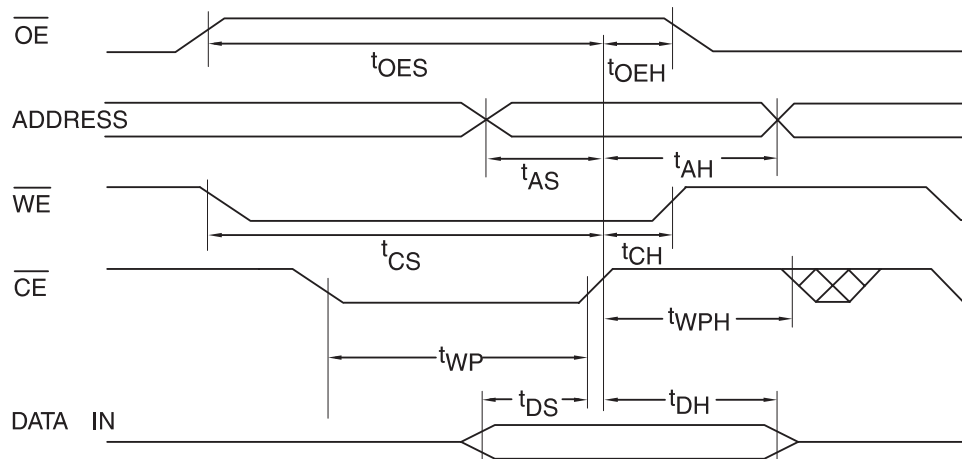 OE
tOES
tOEH
ADDRESS
tAS
tAH
WE
tCS
tCH
CE
tWPH
tWP
tDS
tDH
DATA IN